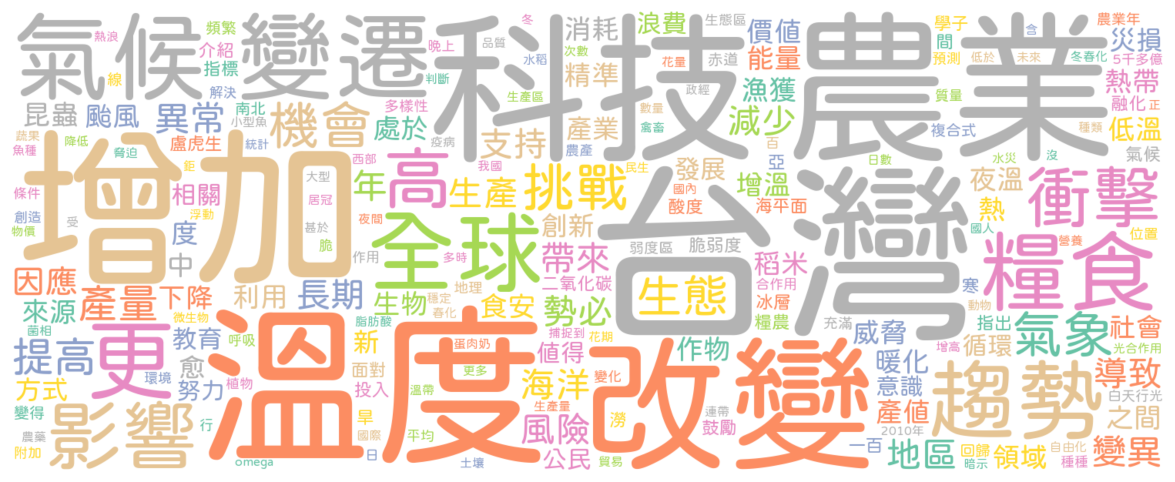 氣候變遷
科技農業
增加
台灣
溫度改變
全球
更
高
糧食
衝擊
趨勢
影響
挑戰
機會
生態
氣象
異常
颱風
昆蟲
盧虎生
相關
年
度
中
因應
來源
產量
下降
利用
長期
提高
教育
方式
努力
愈
新
生物
生產
支持
處於
減少
精準
產業
消耗
浪費
價值
能量
漁獲
發展
增溫
創新
帶來
二氧化碳
勢必
食安
值得
作物
海洋
風險
公民
鼓勵
稻米
冰層
糧農
夜溫
熱
熱帶
低溫
災損
威脅
暖化
意識
產值
循環
指出
社會
導致
之間
變異
領域
地區
一百
回歸
暗示
自由化
種種
白天行光
光合作用
2010年
增高
充滿
寒
動物
位置
營養
國人
水災
沒
日數
複合式
種類
氣候
融化
正
5千多億
農業年
冬春化
含
未來
低於
預測
學子
間
質量
生態區
赤道
花量
政經
數量
禽畜
百
亞
民生
國內
酸度
海平面
脆弱度
弱度區
合作用
農產
次數
品質
冬
水稻
生產區
晚上
判斷
多樣性
疫病
我國
西部
居冠
夜間
大型
甚於
脆
作用
多時
地理
穩定
春化
脂肪酸
捕捉到
花期
蛋肉奶
更多
變化
面對
投入
溫帶
生產量
連帶
澇
旱
國際
平均
日
土壤
貿易
omega
行
植物
呼吸
環境
微生物
菌相
變得
農藥
附加
物價
創造
條件
受
浮動
鉅
魚種
蔬果
降低
脅迫
統計
小型魚
南北
解決
指標
介紹
頻繁
熱浪
線